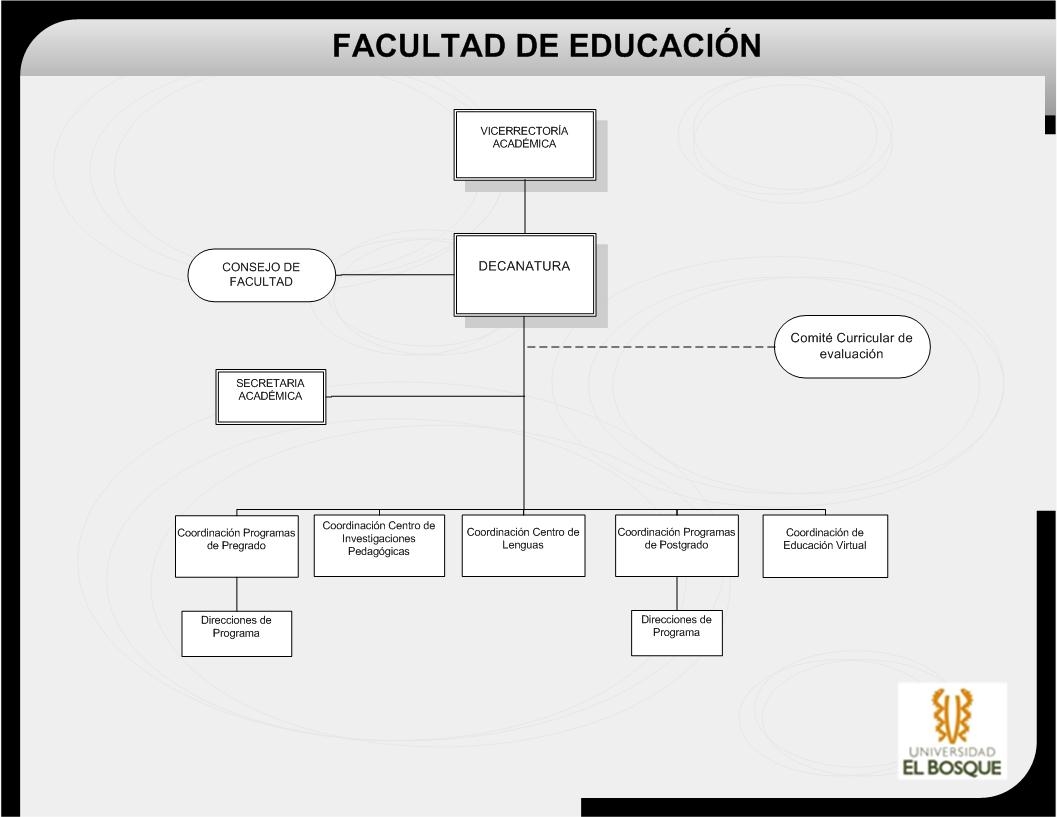 FACULTAD DE EDUCACIÓN
VICERRECTORÍA
ACADÉMICA
CONSEJO DE
FACULTAD
DECANATURA
Comité Curricular de
evaluación
SECRETARIA
ACADÉMICA
Coordinación Programas
de Pregrado
Coordinación Centro de
Investigaciones
Pedagógicas
Coordinación Centro de
Lenguas
Coordinación Programas
de Postgrado
Coordinación de
Educación Virtual
Direcciones de
Programa
Direcciones de
Programa
UNIVERSIDAD
EL BOSQUE